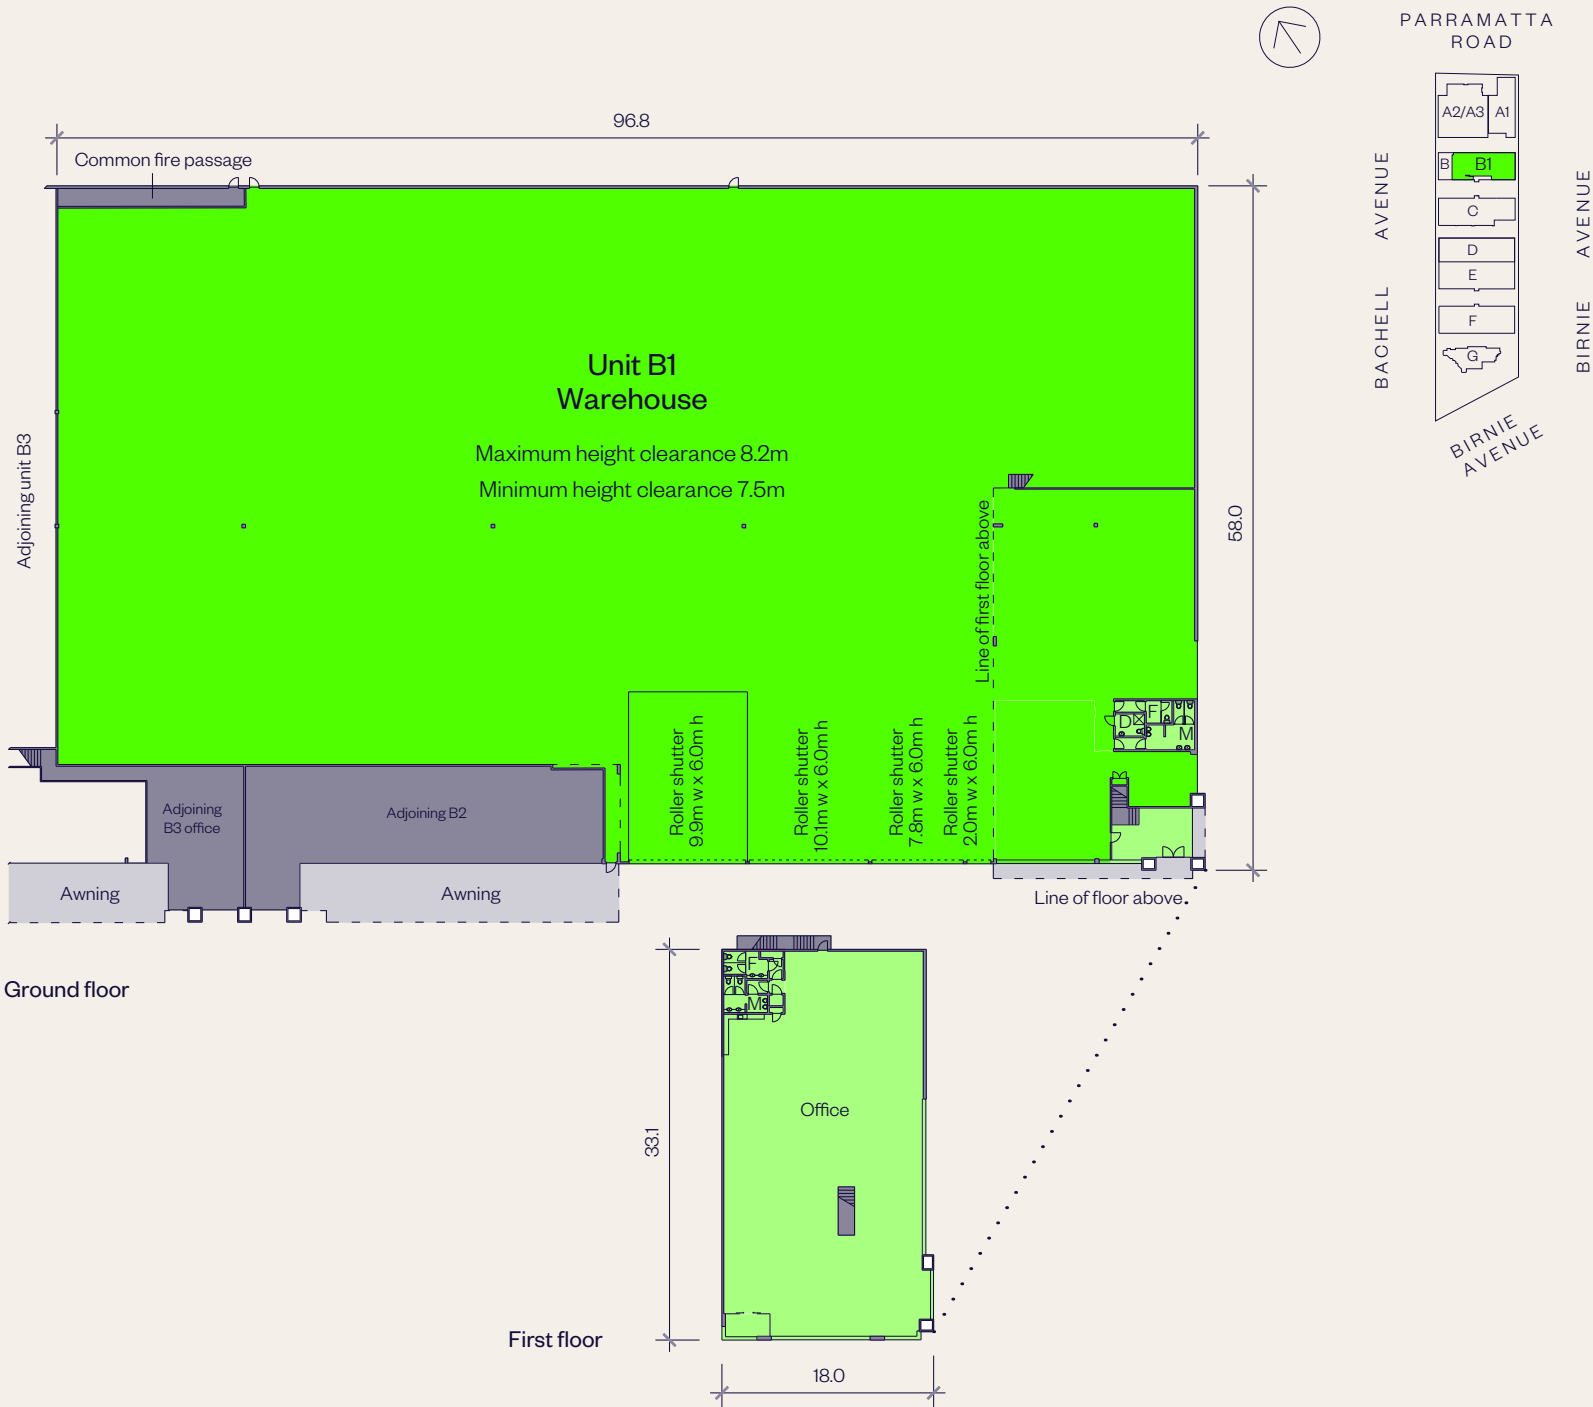 PARRAMATTA
ROAD
A2/A3
A1
B
B1
C
D
E
F
G
BACHELL AVENUE
BIRNIE AVENUE
BIRNIE
AVENUE
96.8
Common fire passage
Unit B1
Warehouse
Maximum height clearance 8.2m
Minimum height clearance 7.5m
Adjoining unit B3
Line of first floor above
58.0
Roller shutter
9.9m w x 6.0m h
Roller shutter
10.1m w x 6.0m h
Roller shutter
7.8m w x 6.0m h
Roller shutter
2.0m w x 6.0m h
D
F
M
Adjoining
B3 office
Adjoining B2
Awning
Awning
Line of floor above
Ground floor
F
M
Office
33.1
First floor
18.0